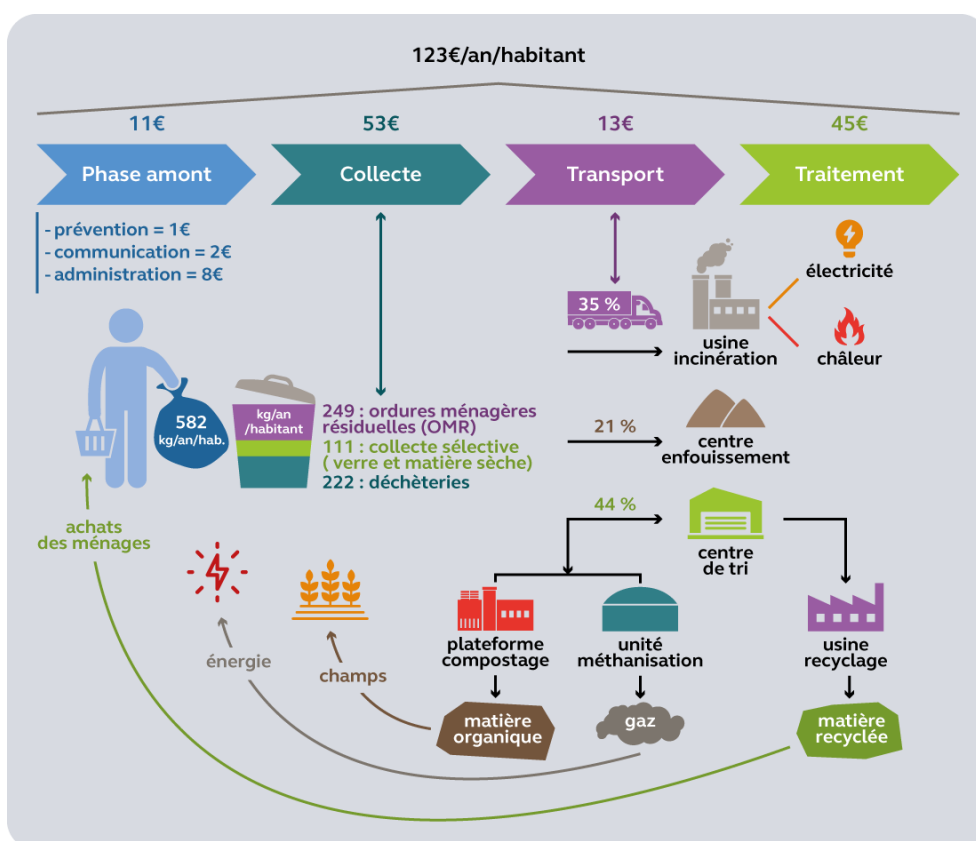 123€/an/habitant
11€
53€
13€
45€
Phase amont
Collecte
Transport
Traitement
- prévention = 1€
- communication = 2€
- administration = 8€
électricité
35 %
usine
incinération
châleur
582
kg/an/hab.
kg/an
/habitant
249 : ordures ménagères
résiduelles (OMR)
111 : collecte sélective
( verre et matière sèche)
222 : déchèteries
21 %
centre
enfouissement
44 %
centre
de tri
achats
des ménages
énergie
champs
plateforme
compostage
unité
méthanisation
usine
recyclage
matière
organique
gaz
matière
recyclée